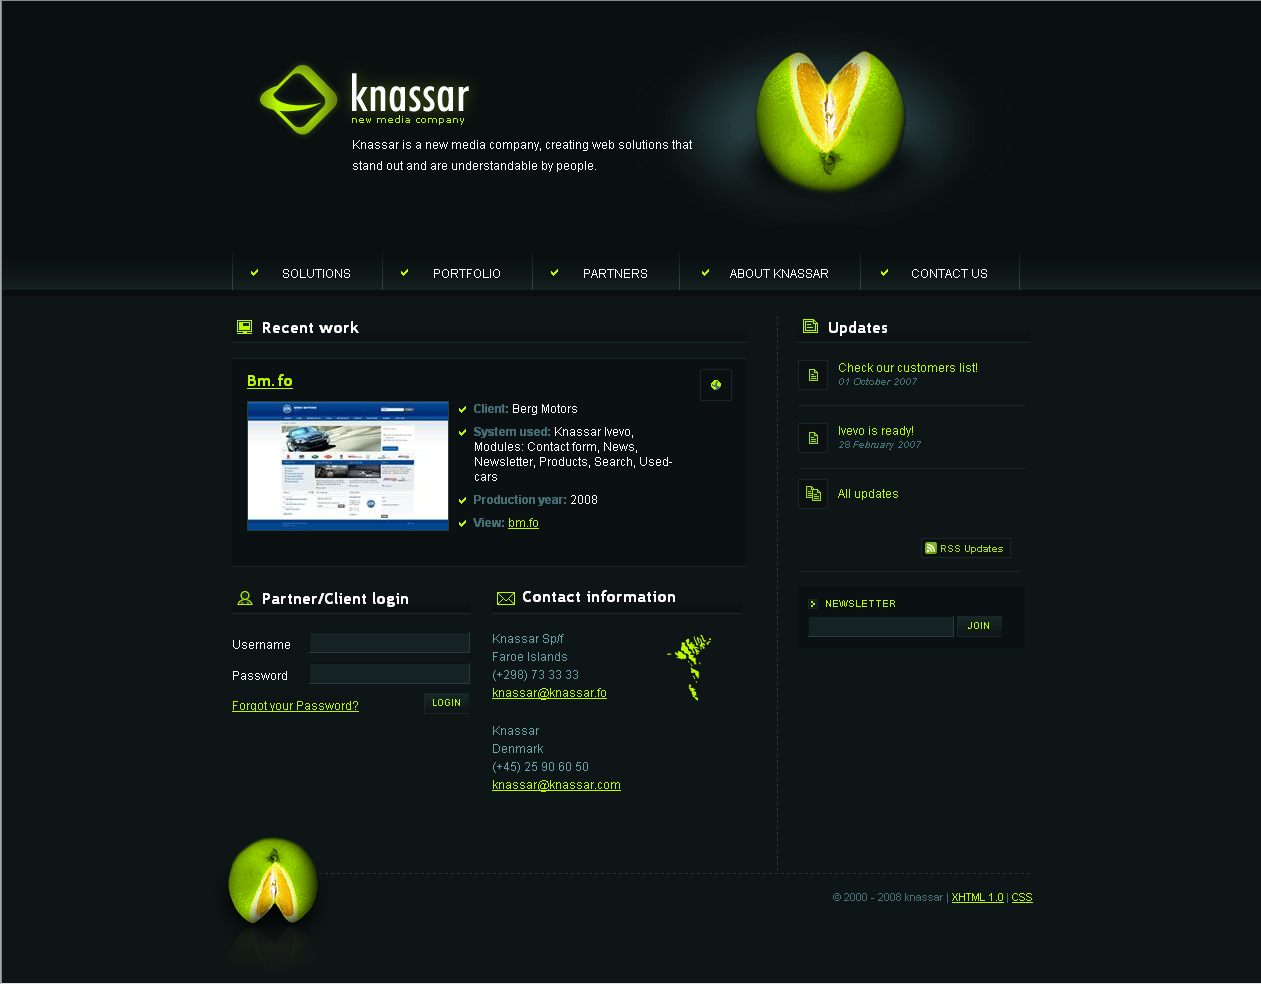 knassar
new media company
Knassar is a new media company, creating web solutions that
stand out and are understandable by people.
SOLUTIONS
PORTFOLIO
PARTNERS
ABOUT KNASSAR
CONTACT US
Recent work
Bm.fo
Client: Berg Motors
System used: Knassar Ivevo,
Modules: Contact form, News,
Newsletter, Products, Search, Used-
cars
Production year: 2008
View: bm.fo
Partner/Client login
Username
Password
Forgot your Password?
LOGIN
Contact information
Knassar Sp/f
Faroe Islands
(+298) 73 33 33
knassar@knassar.fo
Knassar
Denmark
(+45) 25 90 60 50
knassar@knassar.com
Updates
Check our customers list!
01 October 2007
Ivevo is ready!
28 February 2007
All updates
RSS Updates
NEWSLETTER
JOIN
© 2000 - 2008 knassar | XHTML 1.0 | CSS